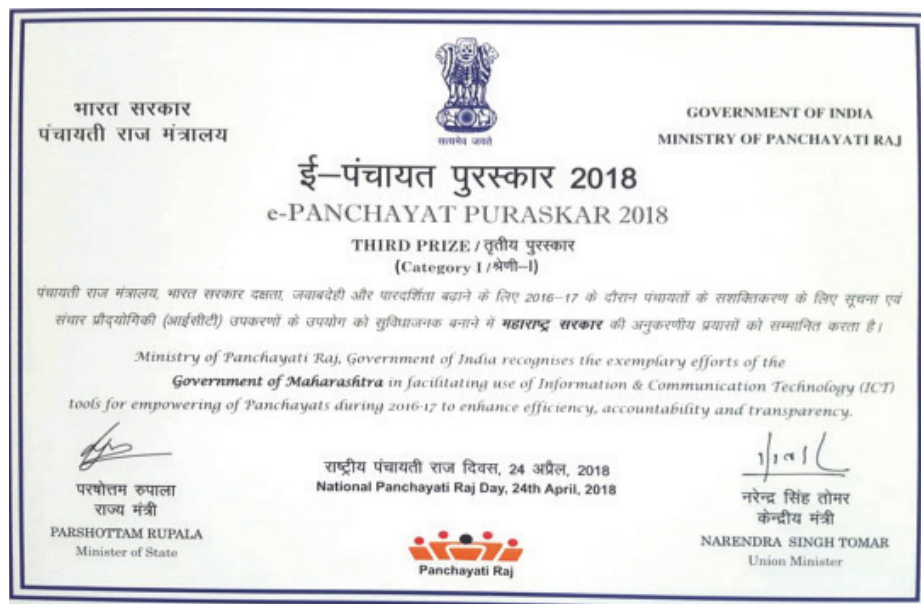 भारत सरकार
पंचायती राज मंत्रालय
सत्यमेव जयते
GOVERNMENT OF INDIA
MINISTRY OF PANCHAYATI RAJ
ई–पंचायत पुरस्कार 2018
e-PANCHAYAT PURASKAR 2018
THIRD PRIZE / तृतीय पुरस्कार
(Category I /श्रेणी–I)
पंचायती राज मंत्रालय, भारत सरकार दक्षता, जवाबदेही और पारदर्शिता बढ़ाने के लिए 2016–17 के दौरान पंचायतों के सशक्तिकरण के लिए सूचना एवं
संचार प्रौद्योगिकी (आईसीटी) उपकरणों के उपयोग को सुविधाजनक बनाने में महाराष्ट्र सरकार की अनुकरणीय प्रयासों को सम्मानित करता है।
Ministry of Panchayati Raj, Government of India recognises the exemplary efforts of the
Government of Maharashtra in facilitating use of Information & Communication Technology (ICT)
tools for empowering of Panchayats during 2016-17 to enhance efficiency, accountability and transparency.
राष्ट्रीय पंचायती राज दिवस, 24 अप्रैल, 2018
National Panchayati Raj Day, 24th April, 2018
परषोत्तम रुपाला
राज्य मंत्री
PARSHOTTAM RUPALA
Minister of State
Panchayati Raj
नरेन्द्र सिंह तोमर
केन्द्रीय मंत्री
NARENDRA SINGH TOMAR
Union Minister